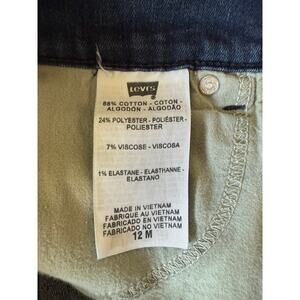 Levi's
68% COTTON - COTON -
ALGODÓN - ALGODÃO
24% POLYESTER - POLIÉSTER -
POLIESTER
7% VISCOSE - VISCOSA
1% ELASTANE - ELASTHANNE -
ELASTANO
MADE IN VIETNAM
FABRIQUE AU VIETNAM
FABRICADO EN VIETNAM
FABRICADO NO VIETNAM
12 M